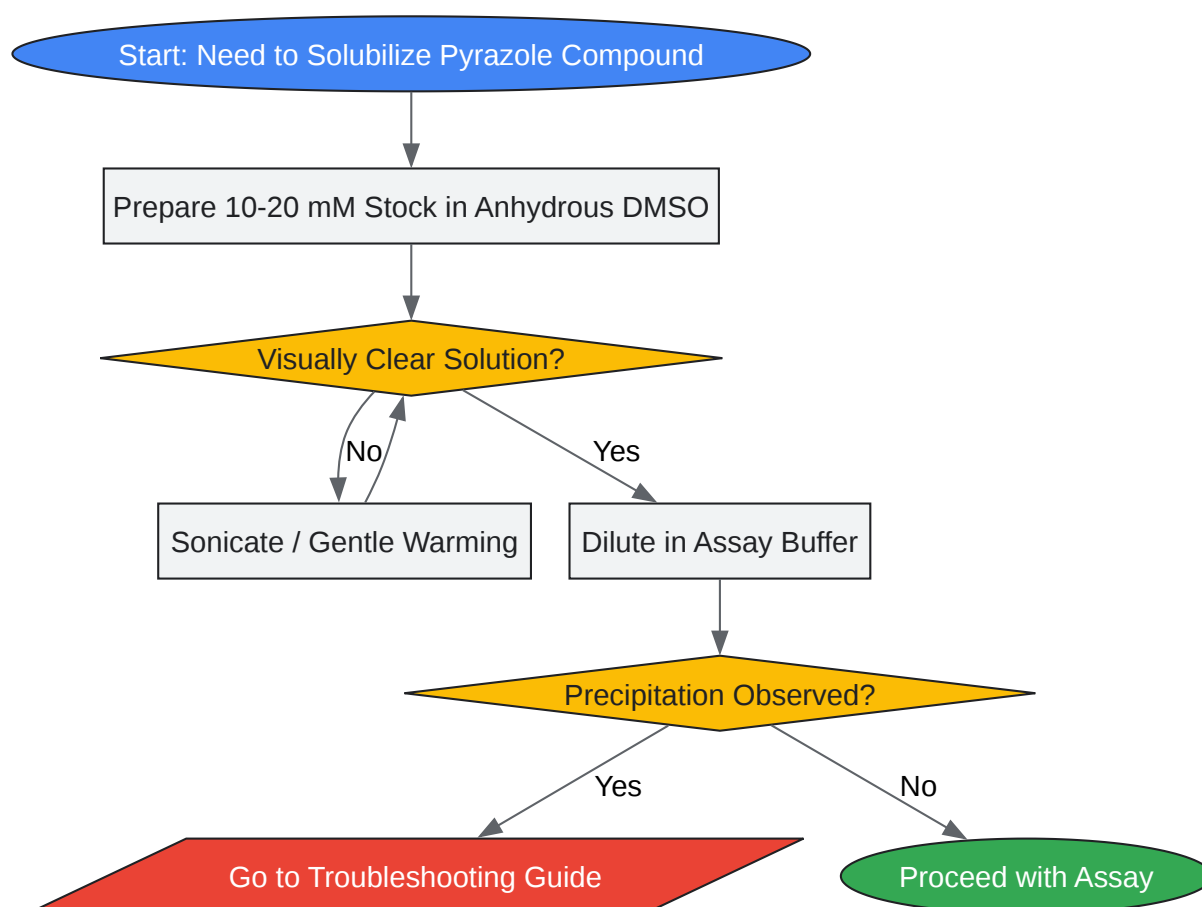 Start: Need to Solubilize Pyrazole Compound
Prepare 10-20 mM Stock in Anhydrous DMSO
Visually Clear Solution?
No
Yes
Sonicate / Gentle Warming
Dilute in Assay Buffer
Precipitation Observed?
Yes
No
Go to Troubleshooting Guide
Proceed with Assay